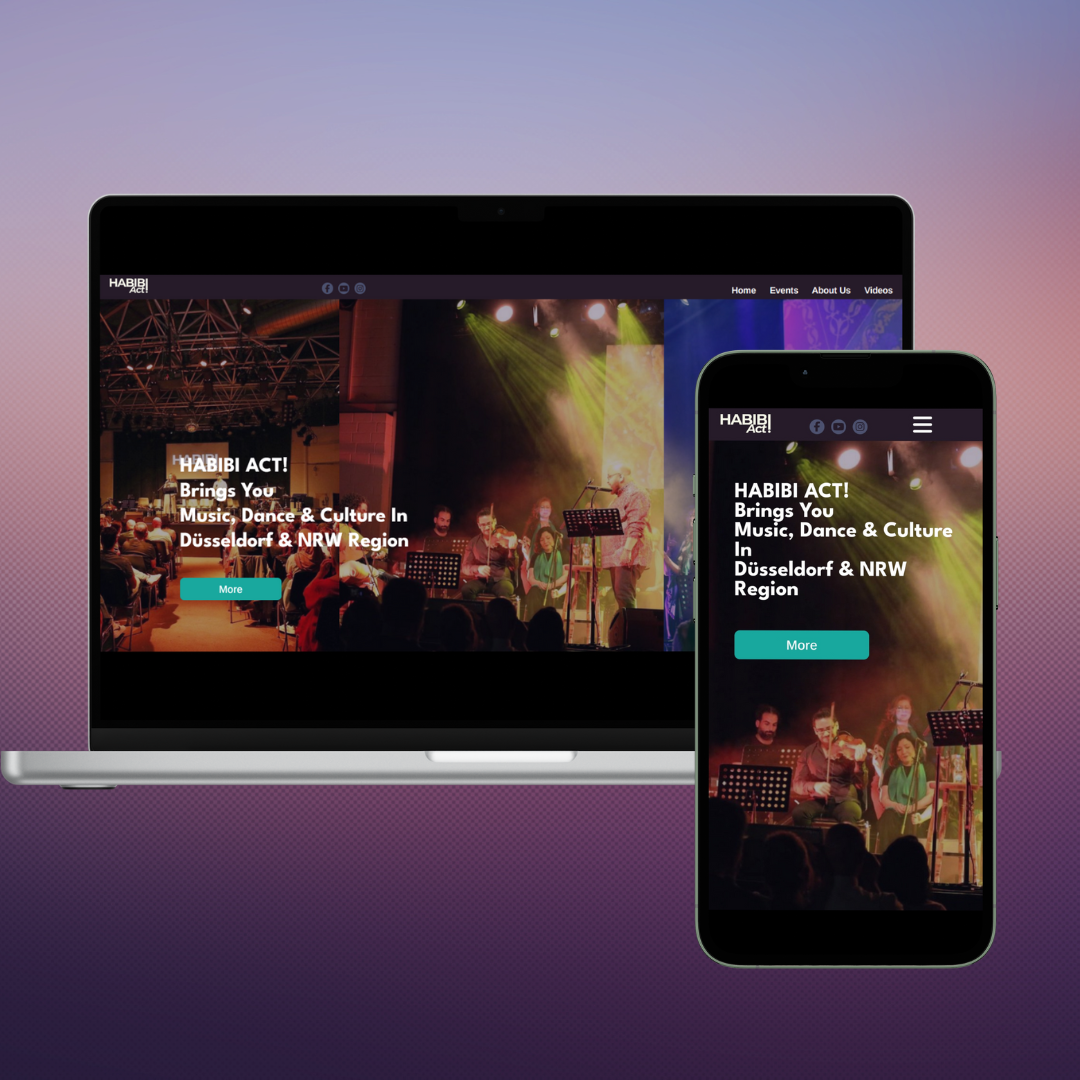 HABIBI
Act!
Home Events About Us Videos
HABIBI
HABIBI ACT!
Brings You
Music, Dance & Culture In
Düsseldorf & NRW Region
More
HABIBI
Act!
HABIBI ACT!
Brings You
Music, Dance & Culture
In
Düsseldorf & NRW
Region
More